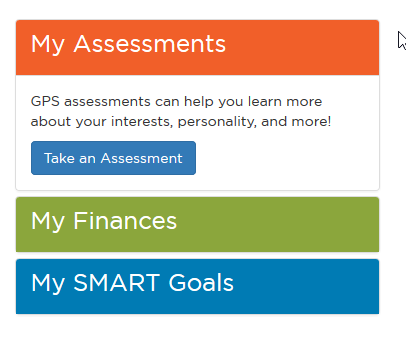 My Assessments
GPS assessments can help you learn more
about your interests, personality, and more!
Take an Assessment
My Finances
My SMART Goals